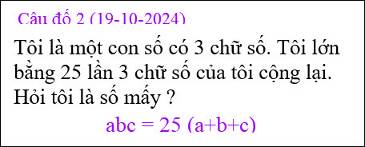 Câu đố 2 (19-10-2024)
Tôi là một con số có 3 chữ số. Tôi lớn
bằng 25 lần 3 chữ số của tôi cộng lại.
Hỏi tôi là số mấy ?
abc = 25 (a+b+c)